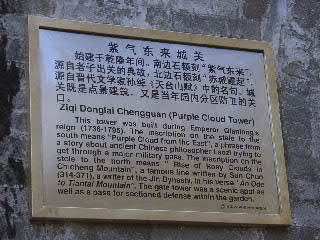 紫气东来城关
始建于乾隆年间。南边石额刻“紫气东来”,
源自老子出关的典故,北边石额刻“赤城霞起”,
源自晋代文学家孙绰《天台山赋》中的名句。城
关既是点景建筑,又是当年园内分区防卫的关
口。
Ziqi Donglai Chengguan (Purple Cloud Tower)
This tower was built during Emperor Qianlong's
reign (1736-1795). The inscription on the stele to the
south means "Purple Cloud from the East", a phrase from
a story about ancient Chinese philosopher Laozi trying to
get through a major military pass. The inscription on the
stele to the north means " Rise of Rosy Clouds in
Chicheng Mountain", a famous line written by Sun Chuo
(314-371), a writer of the Jin Dynasty, in his verse "An Ode
to Tiantai Mountain". The gate tower was a scenic spot as
well as a pass for sectioned defense within the garden.